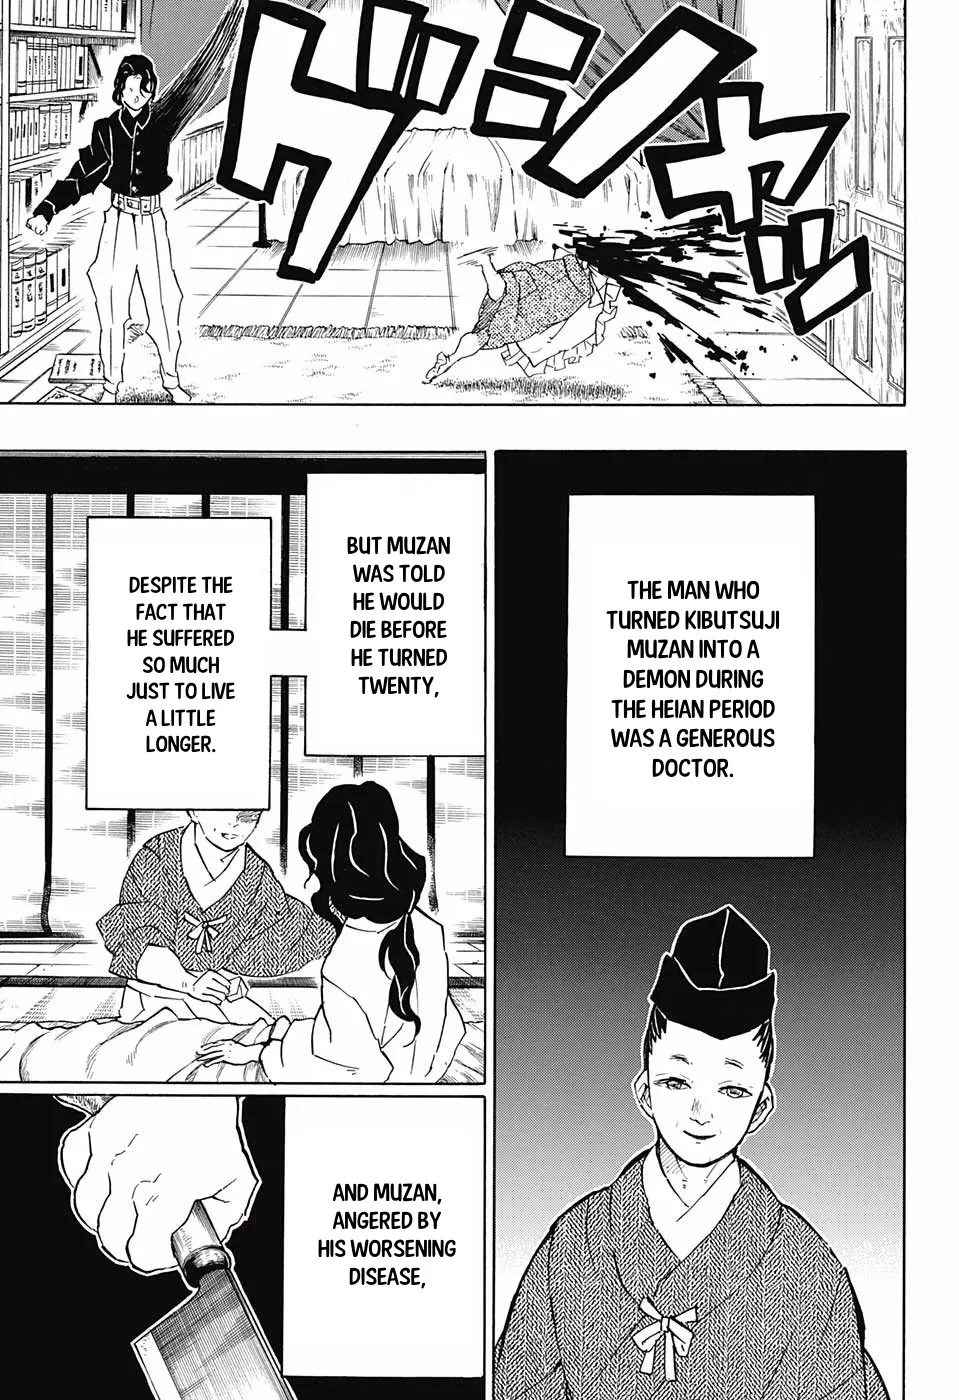 グシャッ
THE MAN WHO
TURNED KIBUTSUJI
MUZAN INTO A
DEMON DURING
THE HEIAN PERIOD
WAS A GENEROUS
DOCTOR.
BUT MUZAN
WAS TOLD
HE WOULD
DIE BEFORE
HE TURNED
TWENTY,
DESPITE THE
FACT THAT
HE SUFFERED
SO MUCH
JUST TO LIVE
A LITTLE
LONGER.
AND MUZAN,
ANGERED BY
HIS WORSENING
DISEASE,